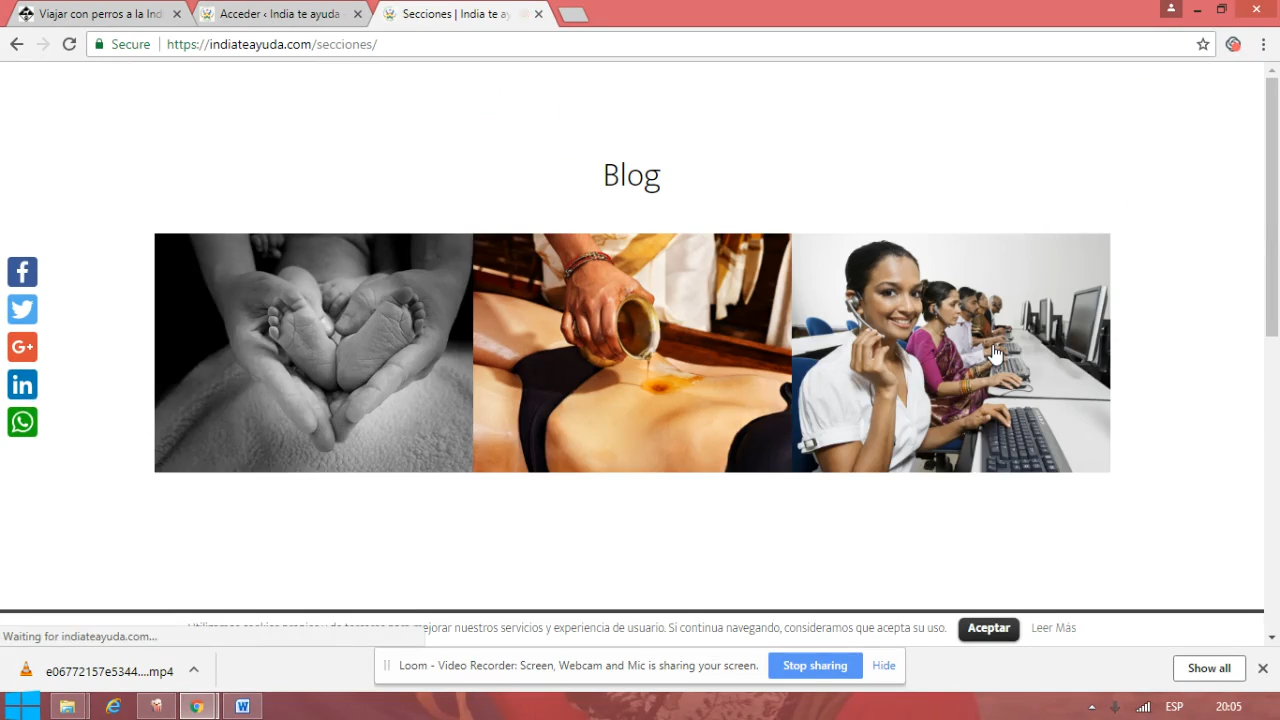 Viajar con perros a la Ind
Acceder ‹ India te ayuda -
Secciones | India te ay
Secure
https://indiateayuda.com/secciones/
Blog
mejorar nuestros servicios y experiencia de usuario. Si continua navegando, consideramos que acepta su uso.
Aceptar
Leer Más
Waiting for indiateayuda.com...
e06772157e5344....mp4
Loom - Video Recorder: Screen, Webcam and Mic is sharing your screen.
Stop sharing
Hide
Show all
ESP
20:05